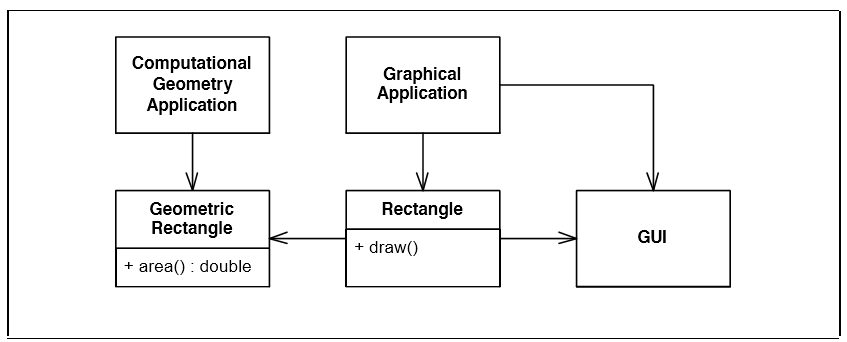 Computational
Geometry
Application
Graphical
Application
Geometric
Rectangle
+ area() : double
Rectangle
+ draw()
GUI